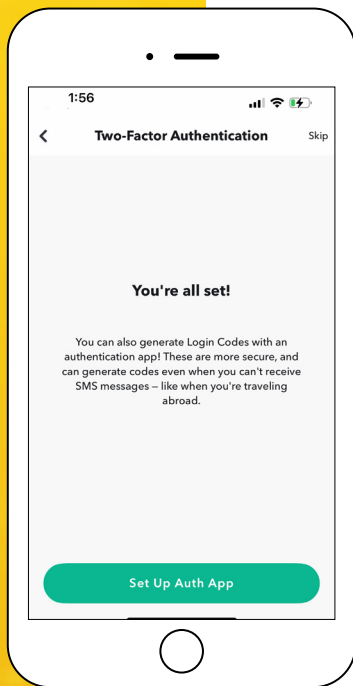 1:56
Two-Factor Authentication
Skip
You're all set!
You can also generate Login Codes with an
authentication app! These are more secure, and
can generate codes even when you can't receive
SMS messages – like when you're traveling
abroad.
Set Up Auth App